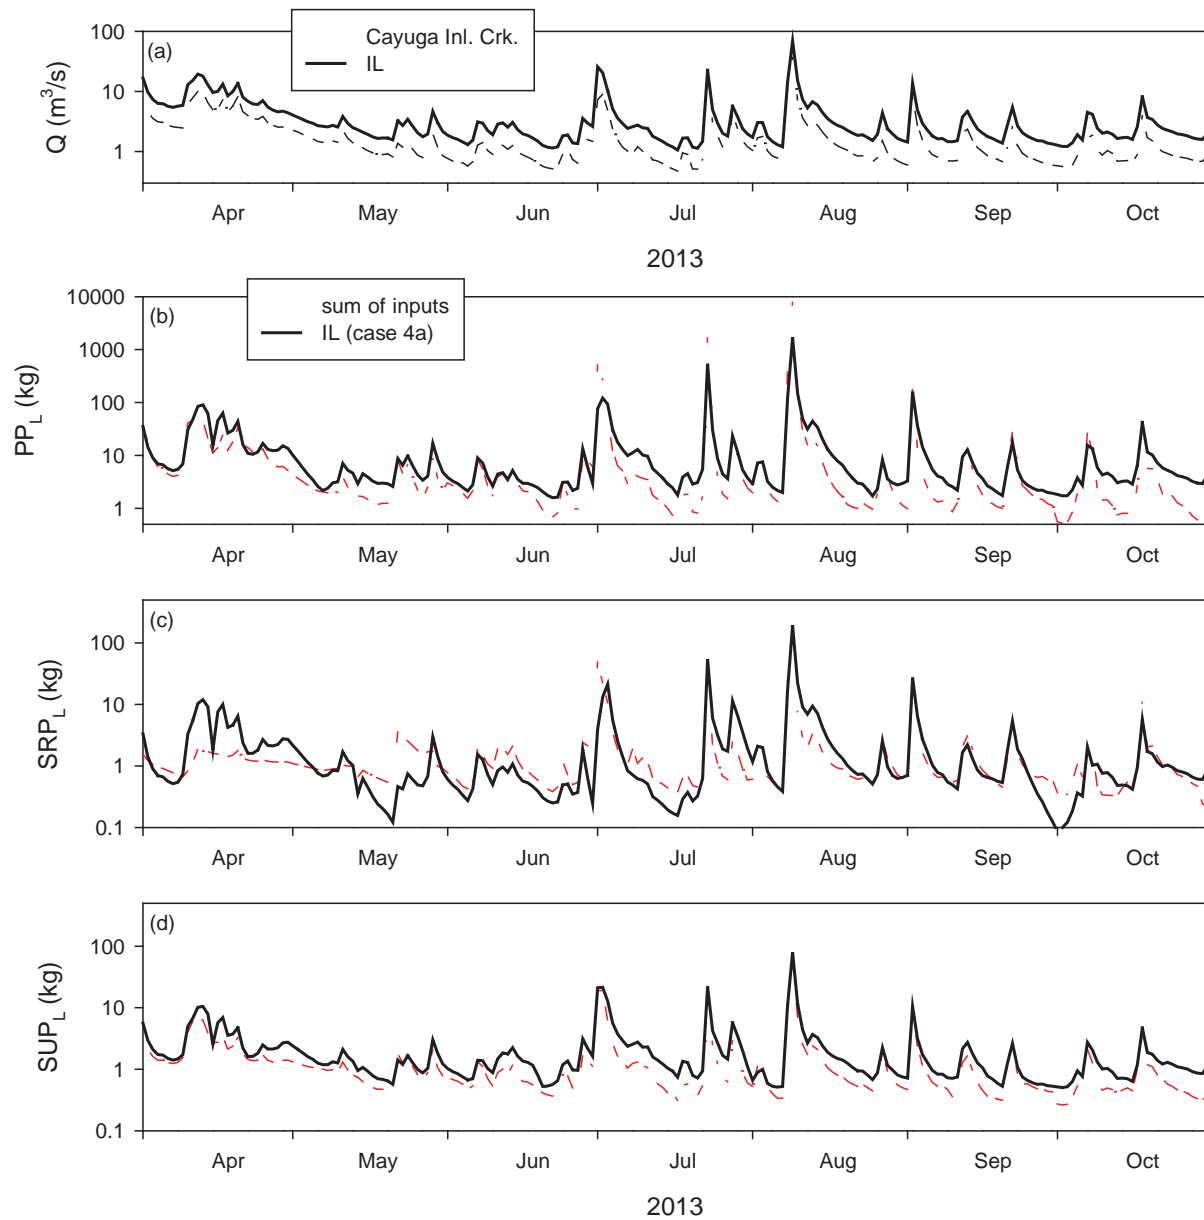 100
(a)
Cayuga Inl. Crk.
IL
10
1
Q (m³/s)
Apr May Jun Jul Aug Sep Oct
2013
10000
(b)
sum of inputs
IL (case 4a)
1000
100
10
1
PP_L (kg)
Apr May Jun Jul Aug Sep Oct
(c)
100
10
1
0.1
SRP_L (kg)
Apr May Jun Jul Aug Sep Oct
(d)
100
10
1
0.1
SUP_L (kg)
Apr May Jun Jul Aug Sep Oct
2013